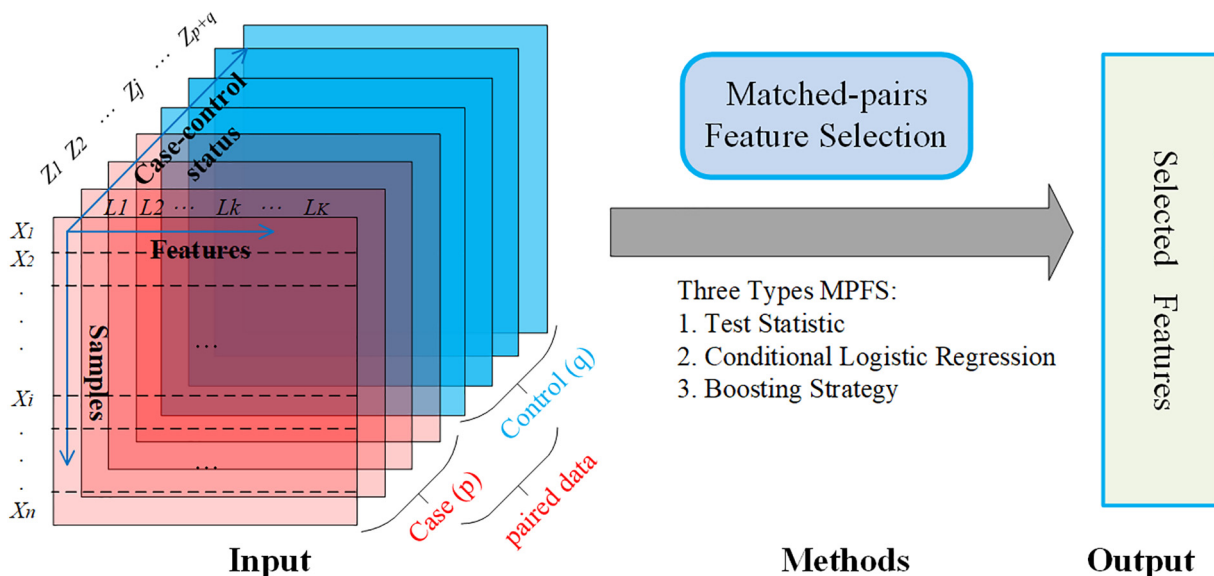 Z1 Z2 ... Zj ... Zp+q
Case-control
status
L1 L2 ... Lk ... LK
Features
X1
X2
.
.
.
Xi
.
.
.
Xn
Samples
...
...
Control (q)
Case (p)
paired data
Input
Matched-pairs
Feature Selection
Three Types MPFS:
1. Test Statistic
2. Conditional Logistic Regression
3. Boosting Strategy
Methods
Selected Features
Output